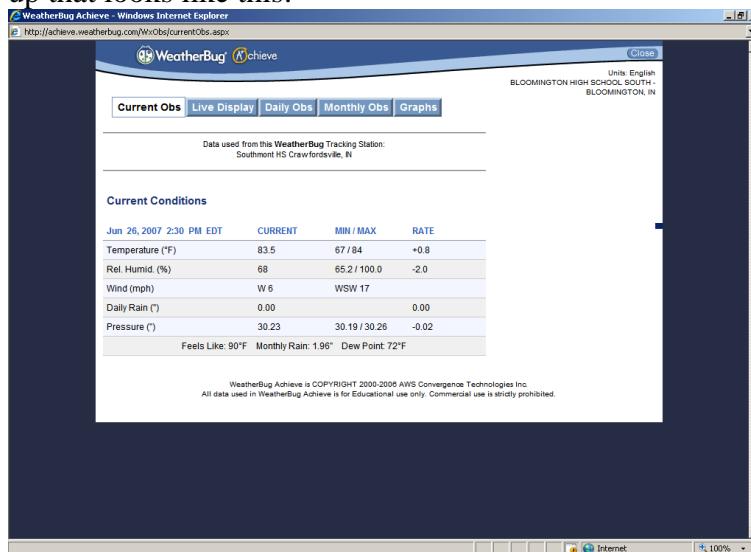 up that looks like this:
WeatherBug Achieve - Windows Internet Explorer
http://achieve.weatherbug.com/WxObs/currentObs.aspx
WeatherBug Achieve
Close
Units: English
BLOOMINGTON HIGH SCHOOL SOUTH -
BLOOMINGTON, IN
Current Obs Live Display Daily Obs Monthly Obs Graphs
Data used from this WeatherBug Tracking Station:
Southmont HS Crawfordsville, IN
Current Conditions
Jun 26, 2007 2:30 PM EDT CURRENT MIN / MAX RATE
Temperature (°F) 83.5 67 / 84 +0.8
Rel. Humid. (%) 68 65.2 / 100.0 -2.0
Wind (mph) W 6 WSW 17
Daily Rain (") 0.00 0.00
Pressure (") 30.23 30.19 / 30.26 -0.02
Feels Like: 90°F Monthly Rain: 1.96" Dew Point: 72°F
WeatherBug Achieve is COPYRIGHT 2000-2006 AWS Convergence Technologies Inc.
All data used in WeatherBug Achieve is for Educational use only. Commercial use is strictly prohibited.
Internet 100%